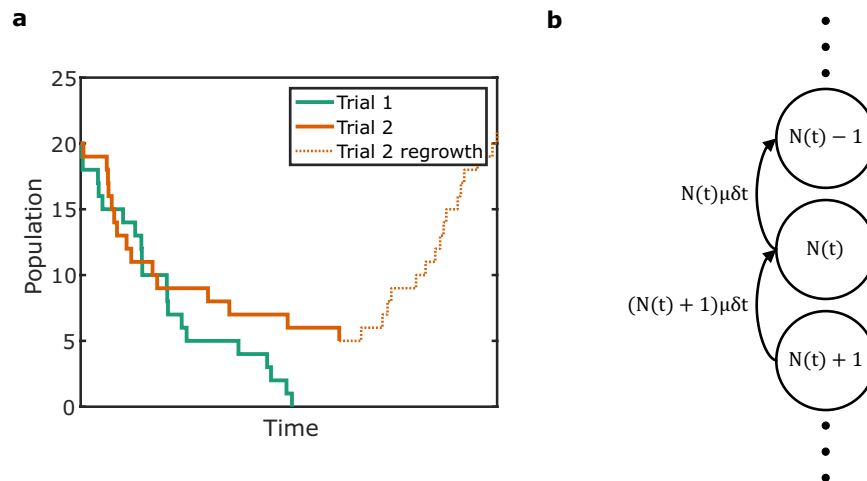 a
b
25
20
15
10
5
0
Population
Time
Trial 1
Trial 2
Trial 2 regrowth
N(t) − 1
N(t)μδt
N(t)
(N(t) + 1)μδt
N(t) + 1